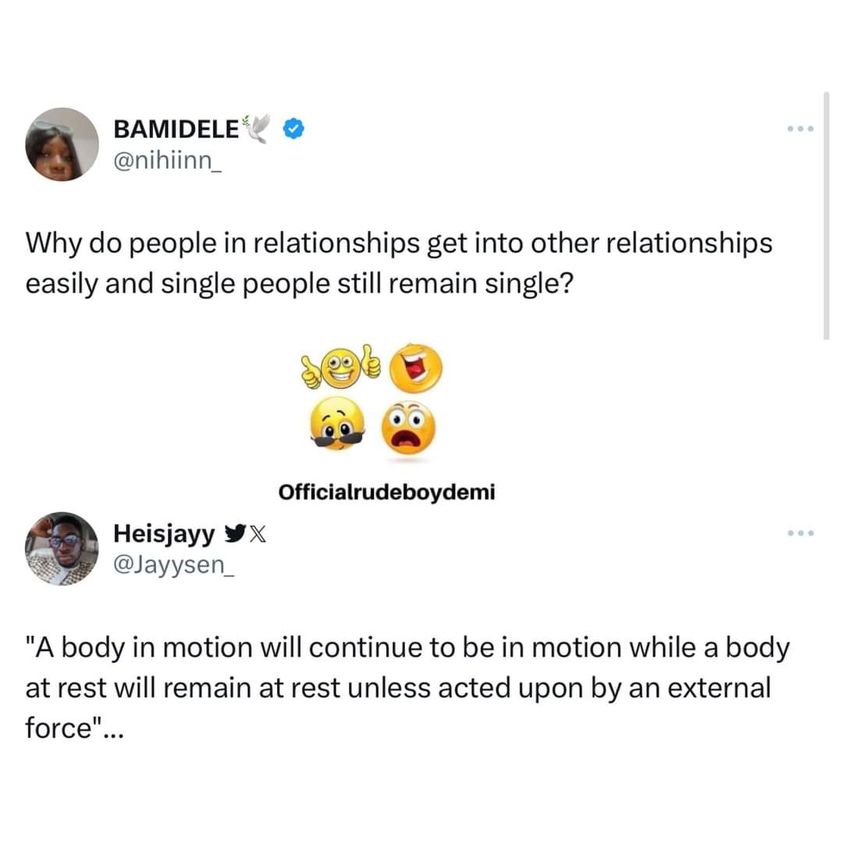 BAMIDELE🕊️
@nihiinn_
Why do people in relationships get into other relationships
easily and single people still remain single?
Officialrudeboydemi
Heisjayy 𝕏
@Jayysen_
"A body in motion will continue to be in motion while a body
at rest will remain at rest unless acted upon by an external
force"...